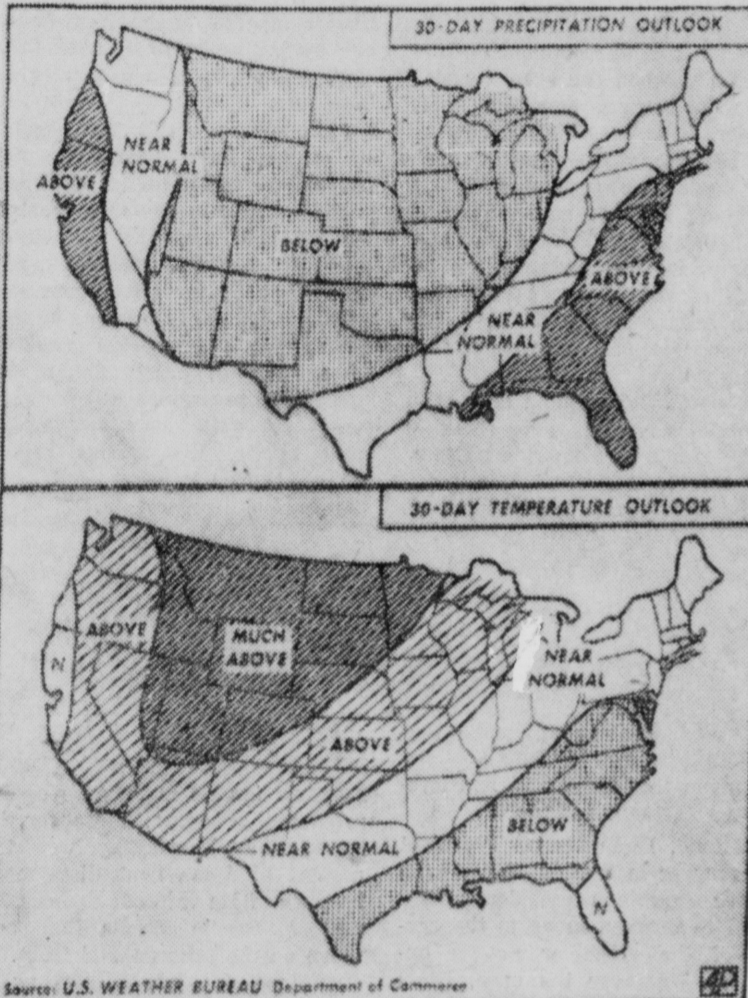 30-DAY PRECIPITATION OUTLOOK
NEAR
NORMAL
ABOVE
BELOW
ABOVE
NEAR
NORMAL
30-DAY TEMPERATURE OUTLOOK
ABOVE
MUCH
ABOVE
N
NEAR
NORMAL
ABOVE
BELOW
NEAR NORMAL
N
Source: U.S. WEATHER BUREAU Department of Commerce
AP